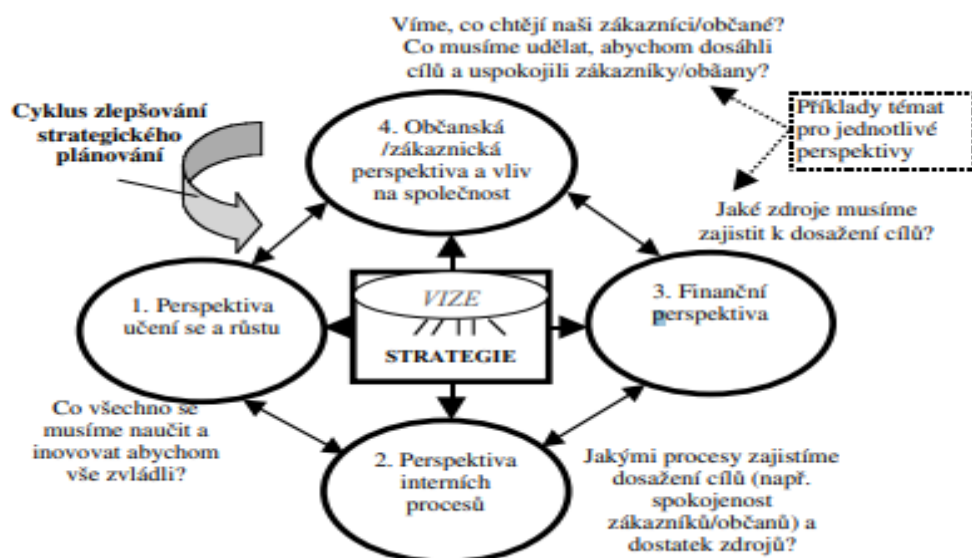 Víme, co chtějí naši zákazníci/občané?
Co musíme udělat, abychom dosáhli
cílů a uspokojili zákazníky/obãany?
Cyklus zlepšování
strategického
plánování
4. Občanská
/zákaznická
perspektiva a vliv
na společnost
Příklady témat
pro jednotlivé
perspektivy
Jaké zdroje musíme
zajistit k dosažení cílů?
1. Perspektiva
učení se a růstu
VIZE
STRATEGIE
3. Finanční
perspektiva
Co všechno se
musíme naučit a
inovovat abychom
vše zvládli?
2. Perspektiva
interních
procesů
Jakými procesy zajistíme
dosažení cílů (např.
spokojenost
zákazníků/občanů) a
dostatek zdrojů?